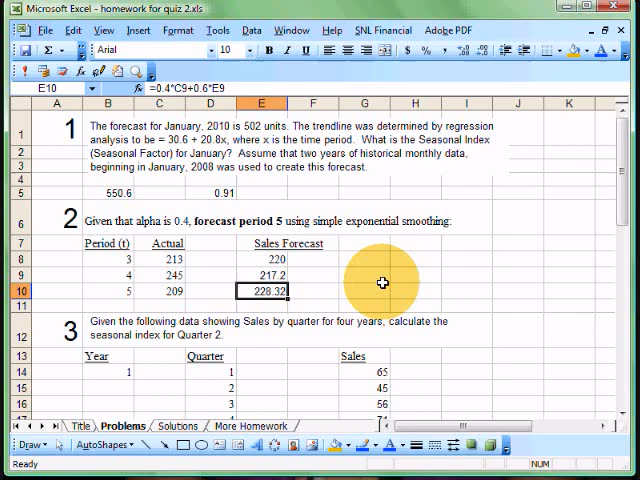 Microsoft Excel - homework for quiz 2.xls
File Edit View Insert Format Tools Data Window Help SNL Financial Adobe PDF
Σ Arial 10 B I U $ % ,
E10 fx =0.4*C9+0.6*E9
A B C D E F G H I J K
1 1 The forecast for January, 2010 is 502 units. The trendline was determined by regression
analysis to be = 30.6 + 20.8x, where x is the time period. What is the Seasonal Index
2 (Seasonal Factor) for January? Assume that two years of historical monthly data,
3 beginning in January, 2008 was used to create this forecast.
4
5 550.6 0.91
6 2 Given that alpha is 0.4, forecast period 5 using simple exponential smoothing:
7 Period (t) Actual Sales Forecast
8 3 213 220
9 4 245 217.2
10 5 209 228.32
11
12 3 Given the following data showing Sales by quarter for four years, calculate the
seasonal index for Quarter 2.
13 Year Quarter Sales
14 1 1 65
15 2 45
16 3 56
17 4 74
Title Problems Solutions More Homework
Draw AutoShapes
Ready NUM